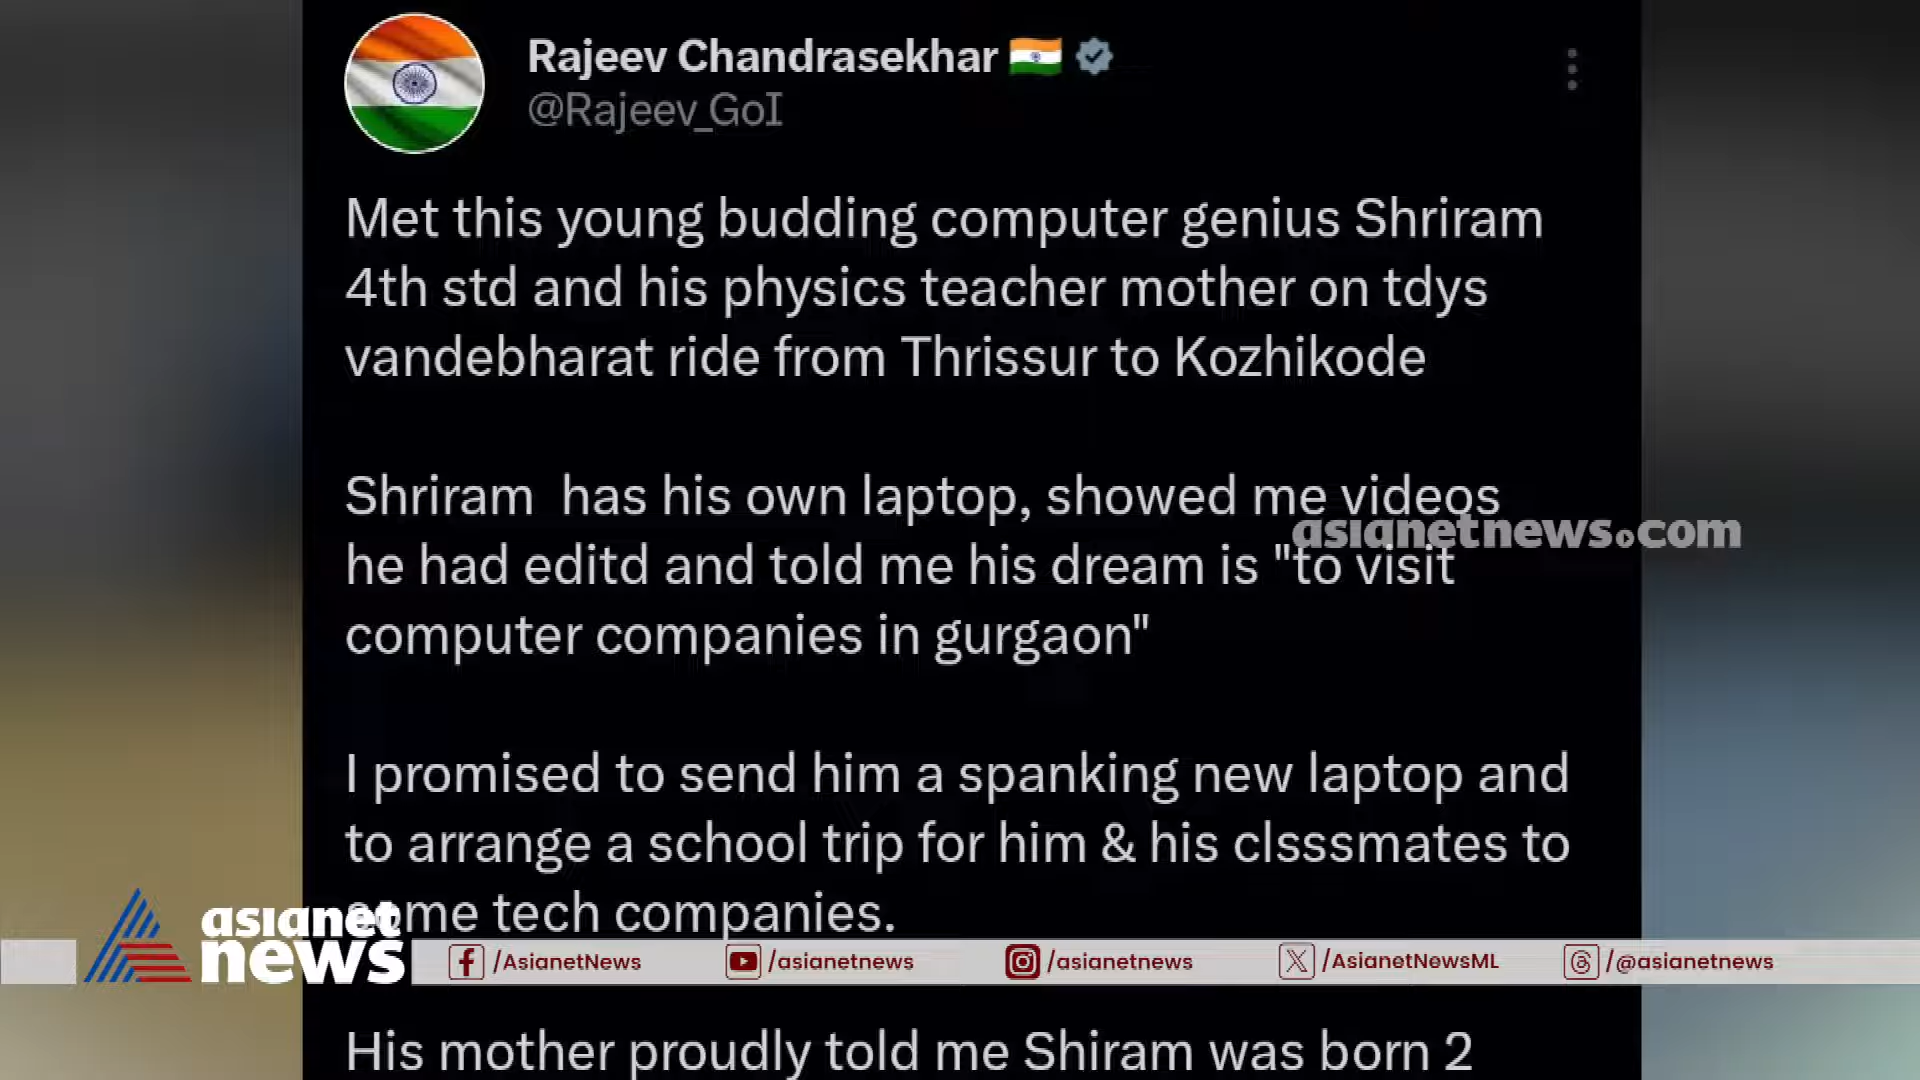 Rajeev Chandrasekhar 🇮🇳
@Rajeev_GoI
Met this young budding computer genius Shriram
4th std and his physics teacher mother on tdys
vandebharat ride from Thrissur to Kozhikode
Shriram  has his own laptop, showed me videos
asianetnews.com
he had editd and told me his dream is "to visit
computer companies in gurgaon"
I promised to send him a spanking new laptop and
to arrange a school trip for him & his clsssmates to
some tech companies.
asianet
news
/AsianetNews
/asianetnews
/asianetnews
/AsianetNewsML
/@asianetnews
His mother proudly told me Shiram was born 2